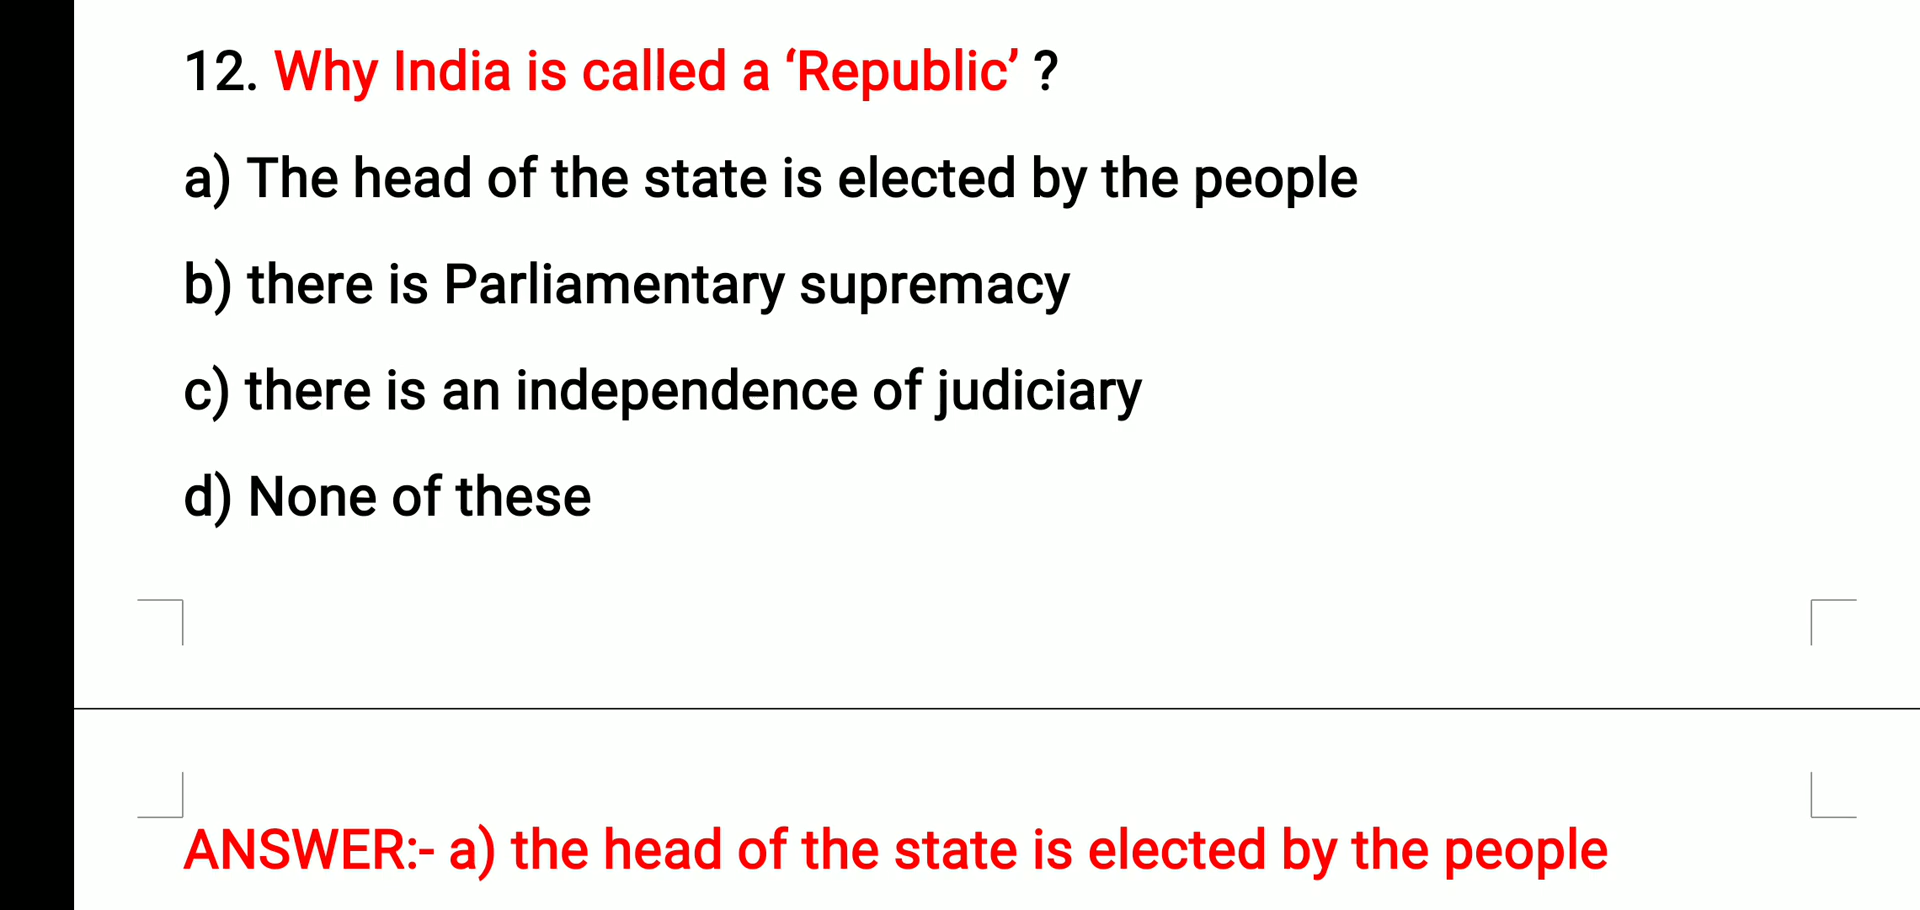 12. Why India is called a ‘Republic’ ?
a) The head of the state is elected by the people
b) there is Parliamentary supremacy
c) there is an independence of judiciary
d) None of these
ANSWER:- a) the head of the state is elected by the people